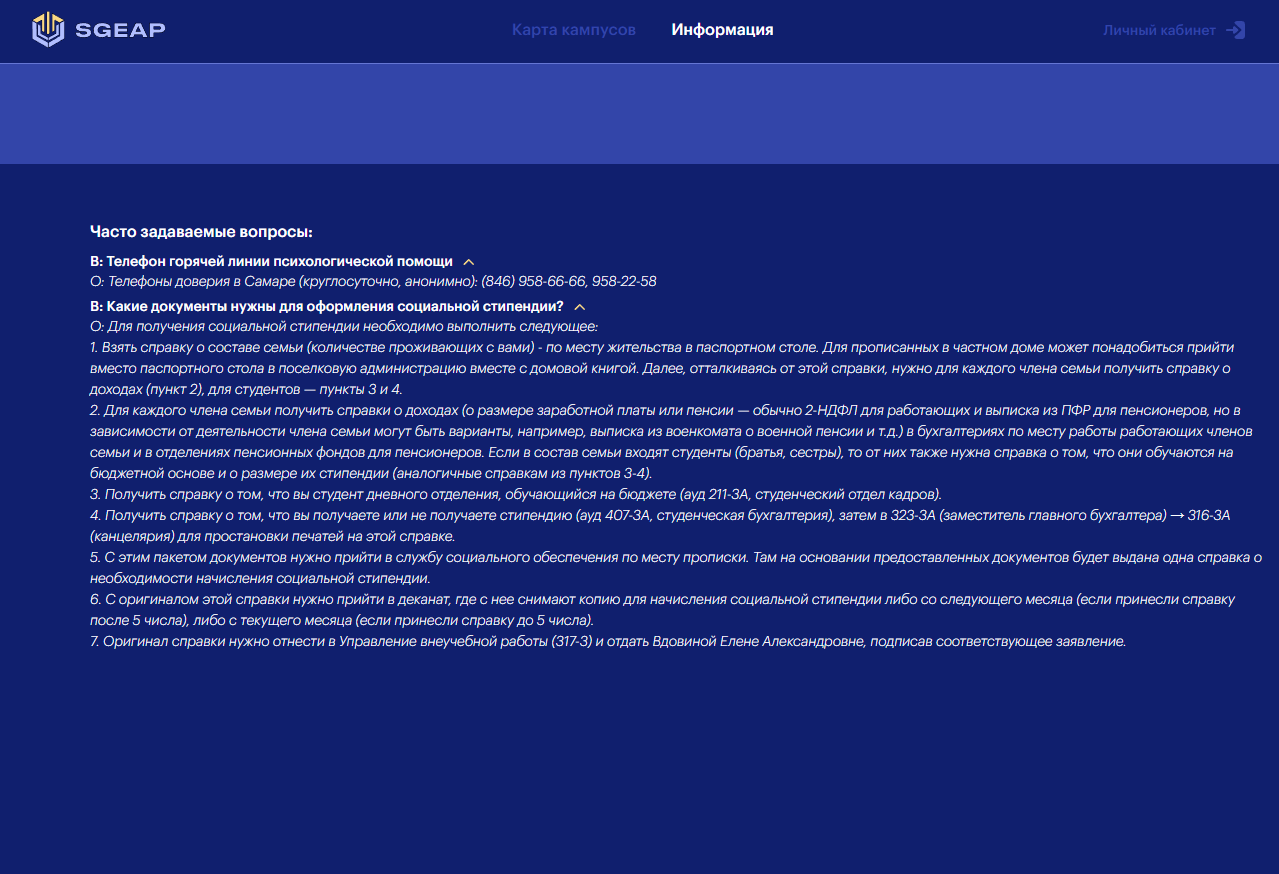 SGEAP
Карта кампусов
Информация
Личный кабинет
Часто задаваемые вопросы:
В: Телефон горячей линии психологической помощи
О: Телефоны доверия в Самаре (круглосуточно, анонимно): (846) 958-66-66, 958-22-58
В: Какие документы нужны для оформления социальной стипендии?
О: Для получения социальной стипендии необходимо выполнить следующее:
1. Взять справку о составе семьи (количестве проживающих с вами) - по месту жительства в паспортном столе. Для прописанных в частном доме может понадобиться прийти
вместо паспортного стола в поселковую администрацию вместе с домовой книгой. Далее, отталкиваясь от этой справки, нужно для каждого члена семьи получить справку о
доходах (пункт 2), для студентов — пункты 3 и 4.
2. Для каждого члена семьи получить справки о доходах (о размере заработной платы или пенсии — обычно 2-НДФЛ для работающих и выписка из ПФР для пенсионеров, но в
зависимости от деятельности члена семьи могут быть варианты, например, выписка из военкомата о военной пенсии и т.д.) в бухгалтериях по месту работы работающих членов
семьи и в отделениях пенсионных фондов для пенсионеров. Если в состав семьи входят студенты (братья, сестры), то от них также нужна справка о том, что они обучаются на
бюджетной основе и о размере их стипендии (аналогичные справкам из пунктов 3-4).
3. Получить справку о том, что вы студент дневного отделения, обучающийся на бюджете (ауд 211-3А, студенческий отдел кадров).
4. Получить справку о том, что вы получаете или не получаете стипендию (ауд 407-3А, студенческая бухгалтерия), затем в 323-3А (заместитель главного бухгалтера) → 316-3А
(канцелярия) для простановки печатей на этой справке.
5. С этим пакетом документов нужно прийти в службу социального обеспечения по месту прописки. Там на основании предоставленных документов будет выдана одна справка о
необходимости начисления социальной стипендии.
6. С оригиналом этой справки нужно прийти в деканат, где с нее снимают копию для начисления социальной стипендии либо со следующего месяца (если принесли справку
после 5 числа), либо с текущего месяца (если принесли справку до 5 числа).
7. Оригинал справки нужно отнести в Управление внеучебной работы (317-3) и отдать Вдовиной Елене Александровне, подписав соответствующее заявление.